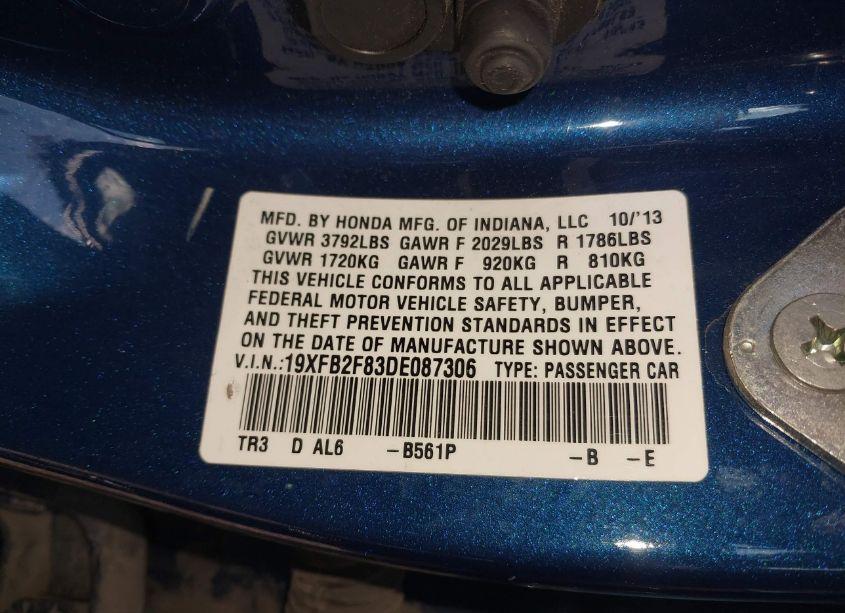 MFD. BY HONDA MFG. OF INDIANA, LLC 10/'13
GVWR 3792LBS GAWR F 2029LBS R 1786LBS
GVWR 1720KG GAWR F 920KG R 810KG
THIS VEHICLE CONFORMS TO ALL APPLICABLE
FEDERAL MOTOR VEHICLE SAFETY, BUMPER,
AND THEFT PREVENTION STANDARDS IN EFFECT
ON THE DATE OF MANUFACTURE SHOWN ABOVE.
V.I.N.:19XFB2F83DE087306 TYPE: PASSENGER CAR
TR3 D AL6 -B561P -B -E